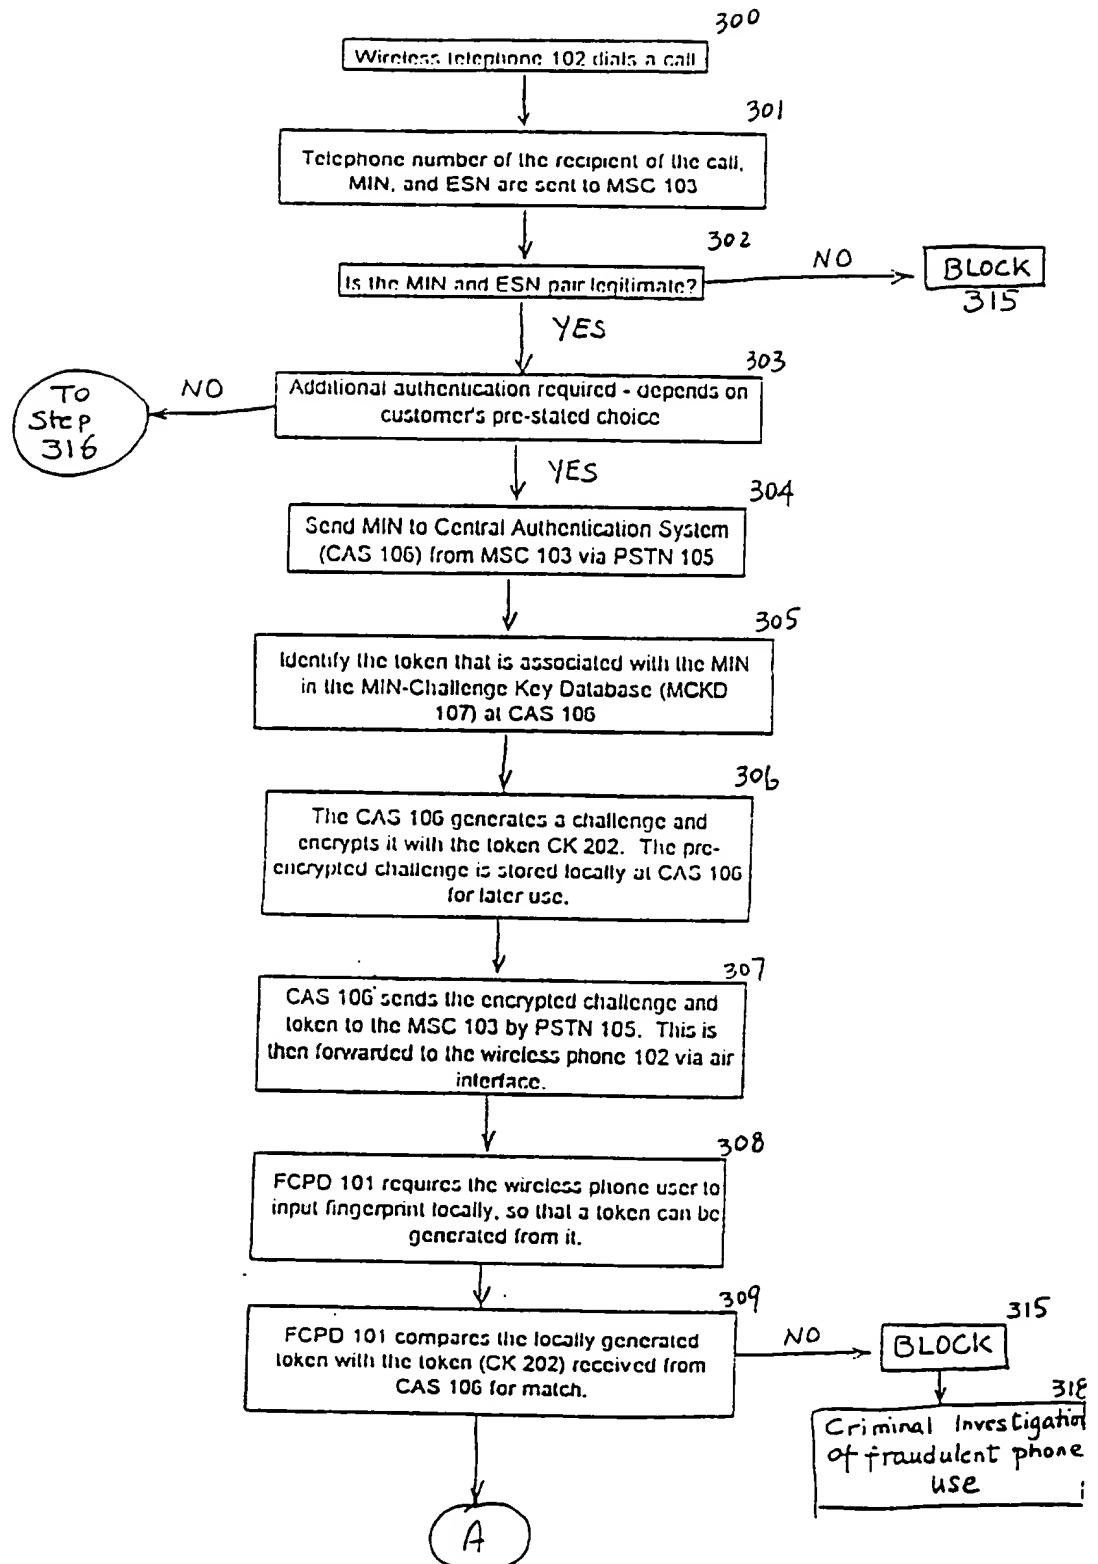 300
Wireless telephone 102 dials a call
301
Telephone number of the recipient of the call,
MIN, and ESN are sent to MSC 103
302
Is the MIN and ESN pair legitimate?
NO
BLOCK
315
YES
303
Additional authentication required - depends on
customer's pre-stated choice
NO
TO
Step
316
YES
304
Send MIN to Central Authentication System
(CAS 106) from MSC 103 via PSTN 105
305
Identify the token that is associated with the MIN
in the MIN-Challenge Key Database (MCKD
107) at CAS 106
306
The CAS 106 generates a challenge and
encrypts it with the token CK 202. The pre-
encrypted challenge is stored locally at CAS 106
for later use.
307
CAS 106 sends the encrypted challenge and
token to the MSC 103 by PSTN 105. This is
then forwarded to the wireless phone 102 via air
interface.
308
FCPD 101 requires the wireless phone user to
input fingerprint locally, so that a token can be
generated from it.
309
FCPD 101 compares the locally generated
token with the token (CK 202) received from
CAS 106 for match.
NO
315
BLOCK
Criminal Investigation
of fraudulent phone
use
A